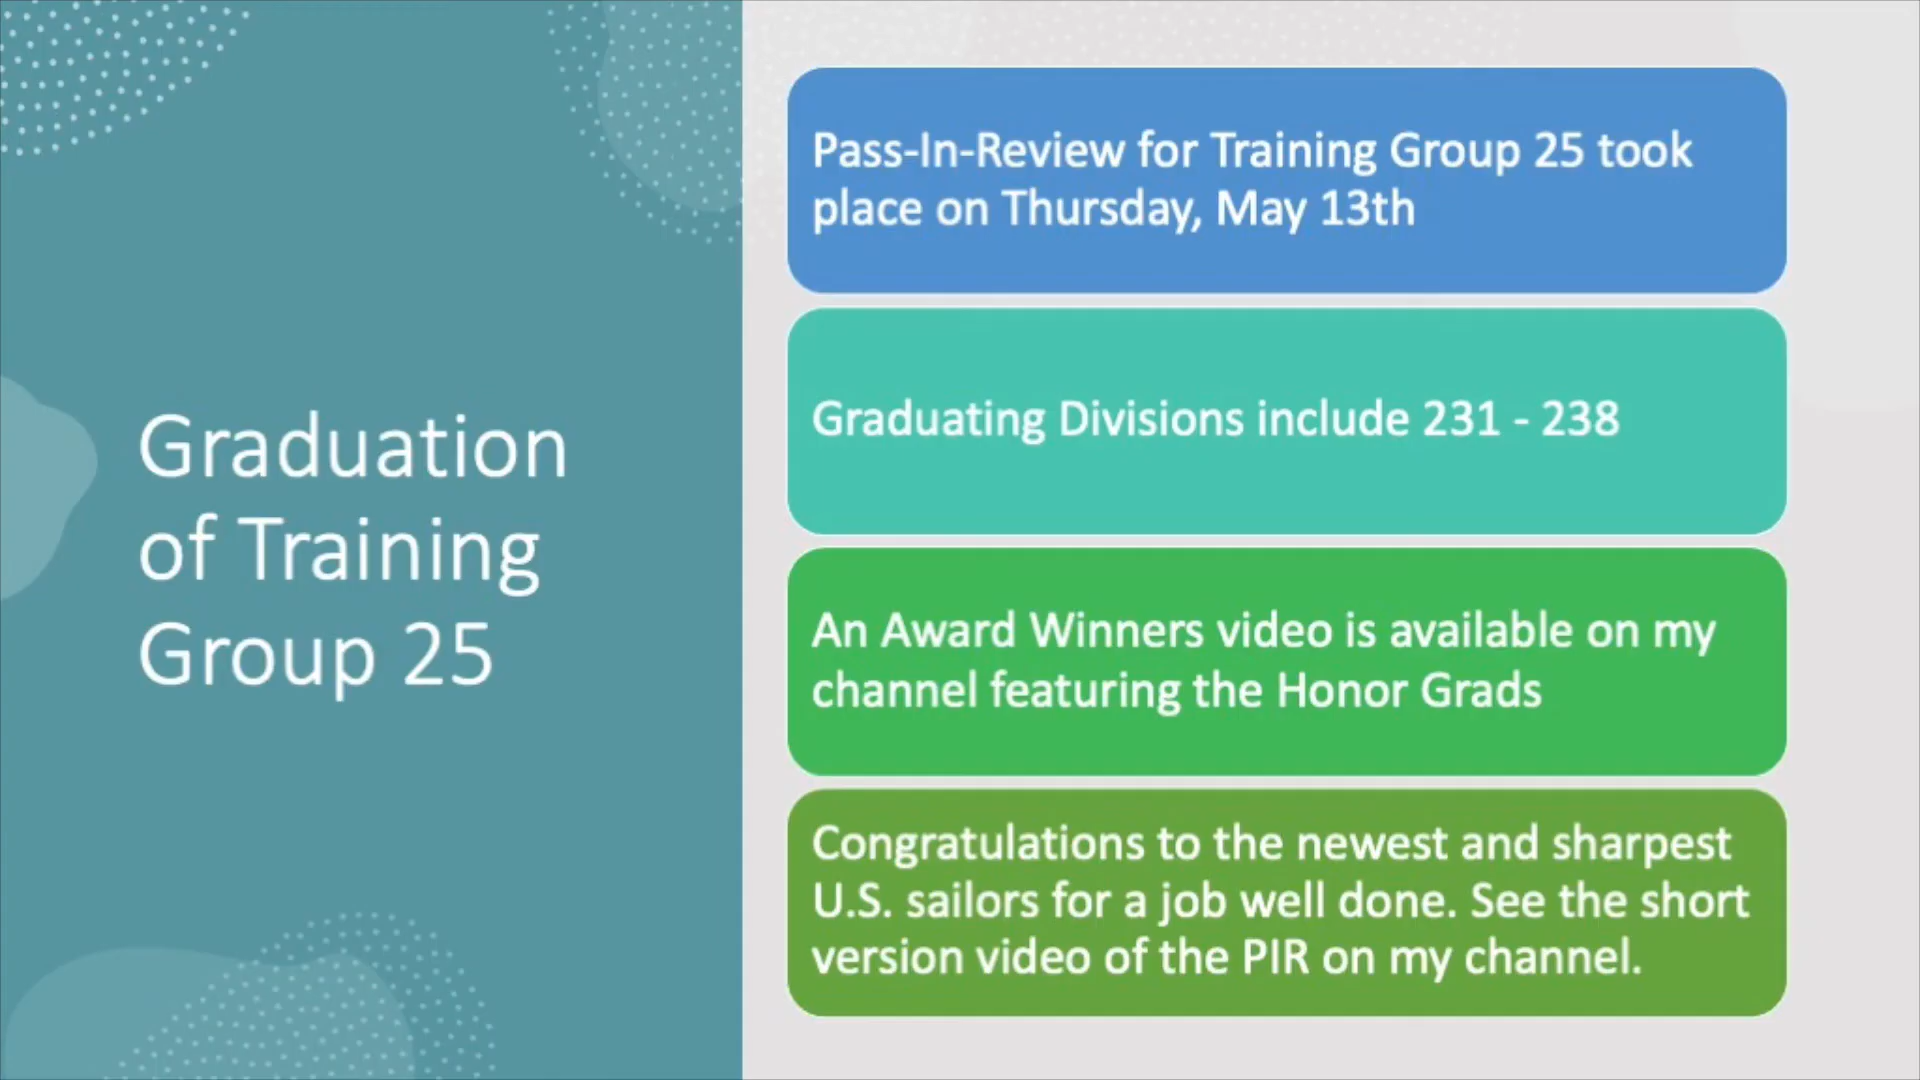 Graduation
of Training
Group 25
Pass-In-Review for Training Group 25 took
place on Thursday, May 13th
Graduating Divisions include 231 - 238
An Award Winners video is available on my
channel featuring the Honor Grads
Congratulations to the newest and sharpest
U.S. sailors for a job well done. See the short
version video of the PIR on my channel.